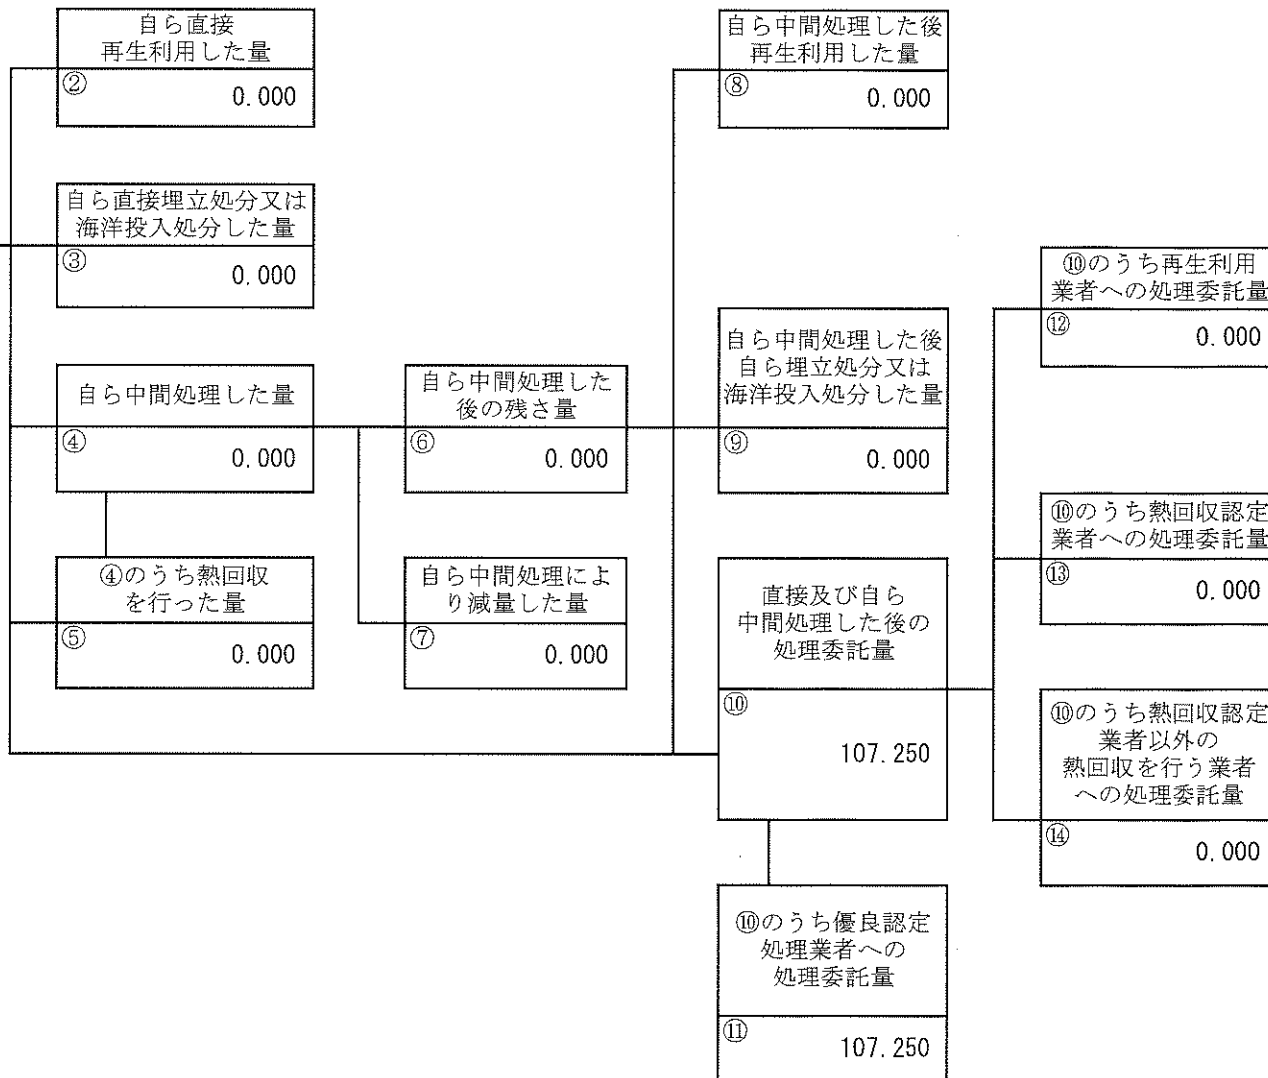 自ら直接
再生利用した量
②
0.000
自ら直接埋立処分又は
海洋投入処分した量
③
0.000
自ら中間処理した量
④
0.000
④のうち熱回収
を行った量
⑤
0.000
自ら中間処理した
後の残さ量
⑥
0.000
自ら中間処理によ
り減量した量
⑦
0.000
自ら中間処理した後
再生利用した量
⑧
0.000
自ら中間処理した後
自ら埋立処分又は
海洋投入処分した量
⑨
0.000
直接及び自ら
中間処理した後の
処理委託量
⑩
107.250
⑩のうち優良認定
処理業者への
処理委託量
⑪
107.250
⑩のうち再生利用
業者への処理委託量
⑫
0.000
⑩のうち熱回収認定
業者への処理委託量
⑬
0.000
⑩のうち熱回収認定
業者以外の
熱回収を行う業者
への処理委託量
⑭
0.000